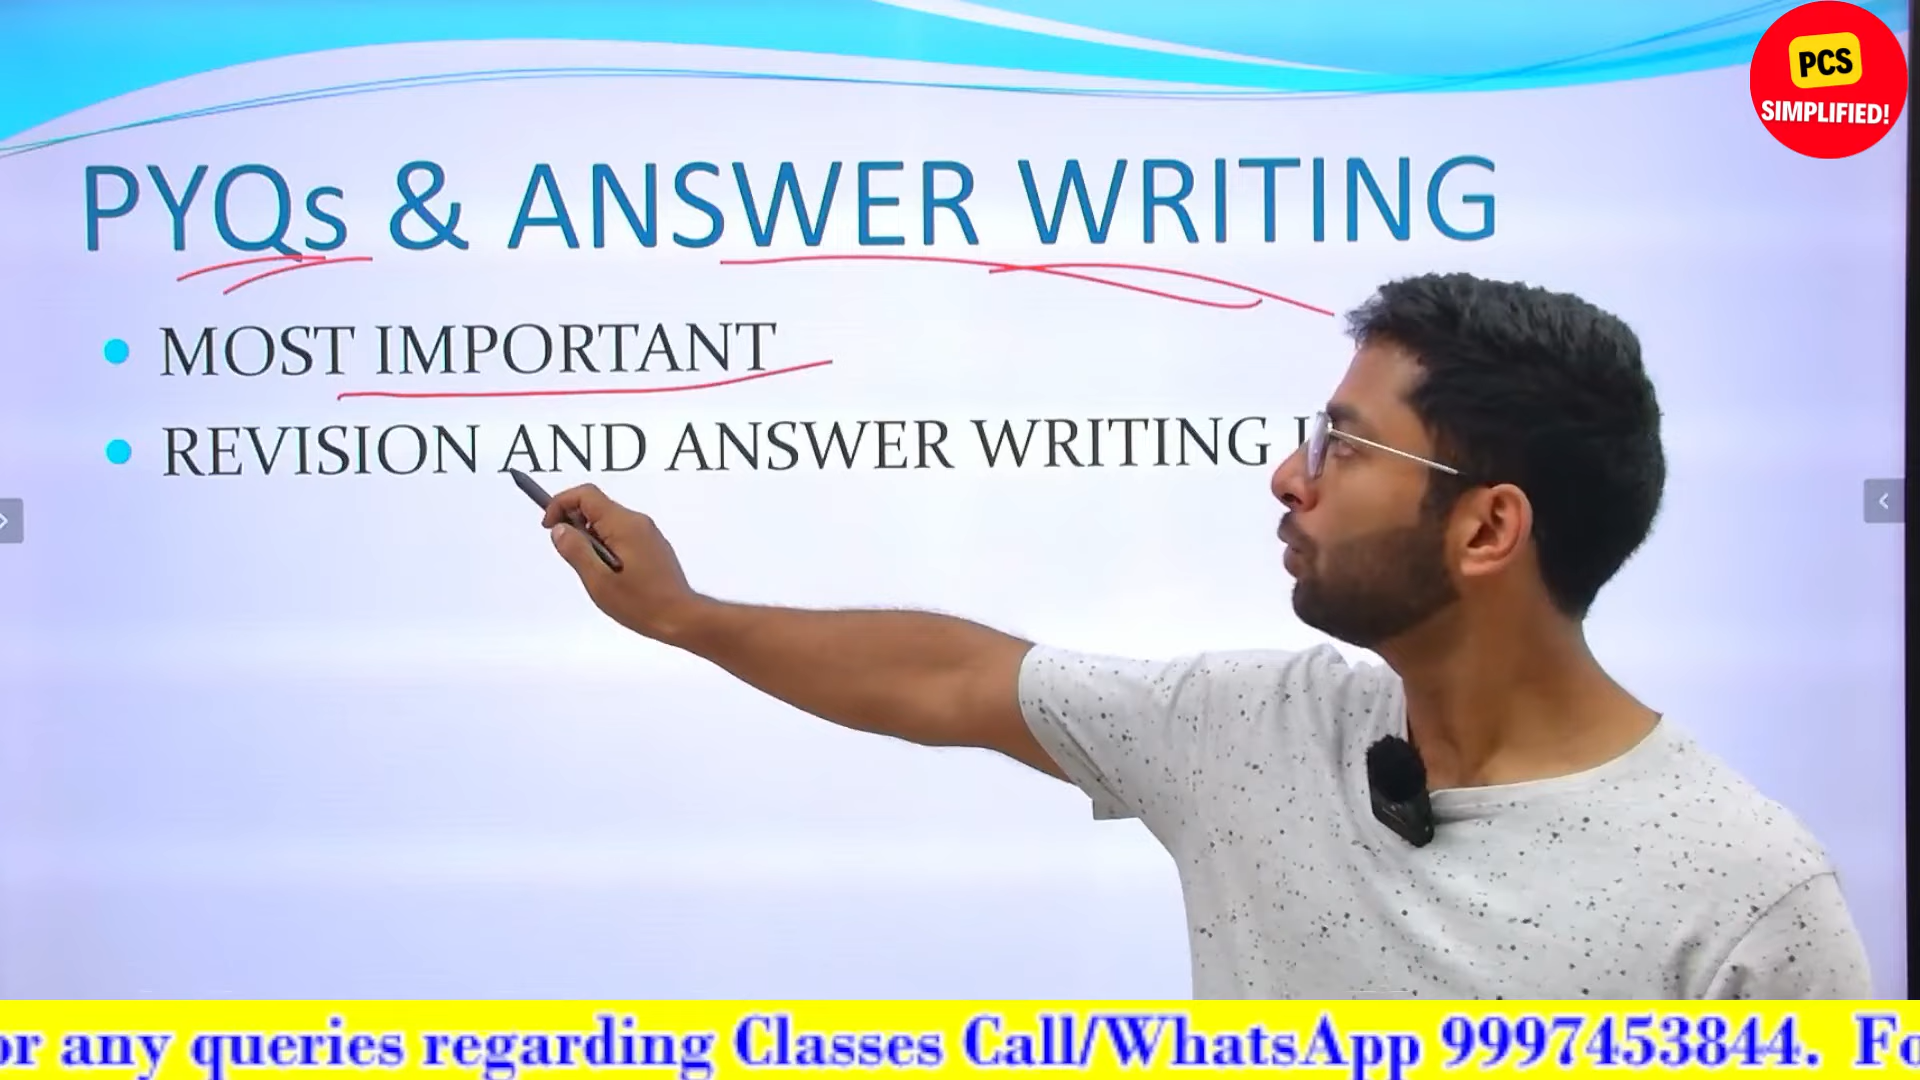 PCS
SIMPLIFIED!
PYQs & ANSWER WRITING
MOST IMPORTANT
REVISION AND ANSWER WRITING
any queries regarding Classes Call/WhatsApp 9997453844.